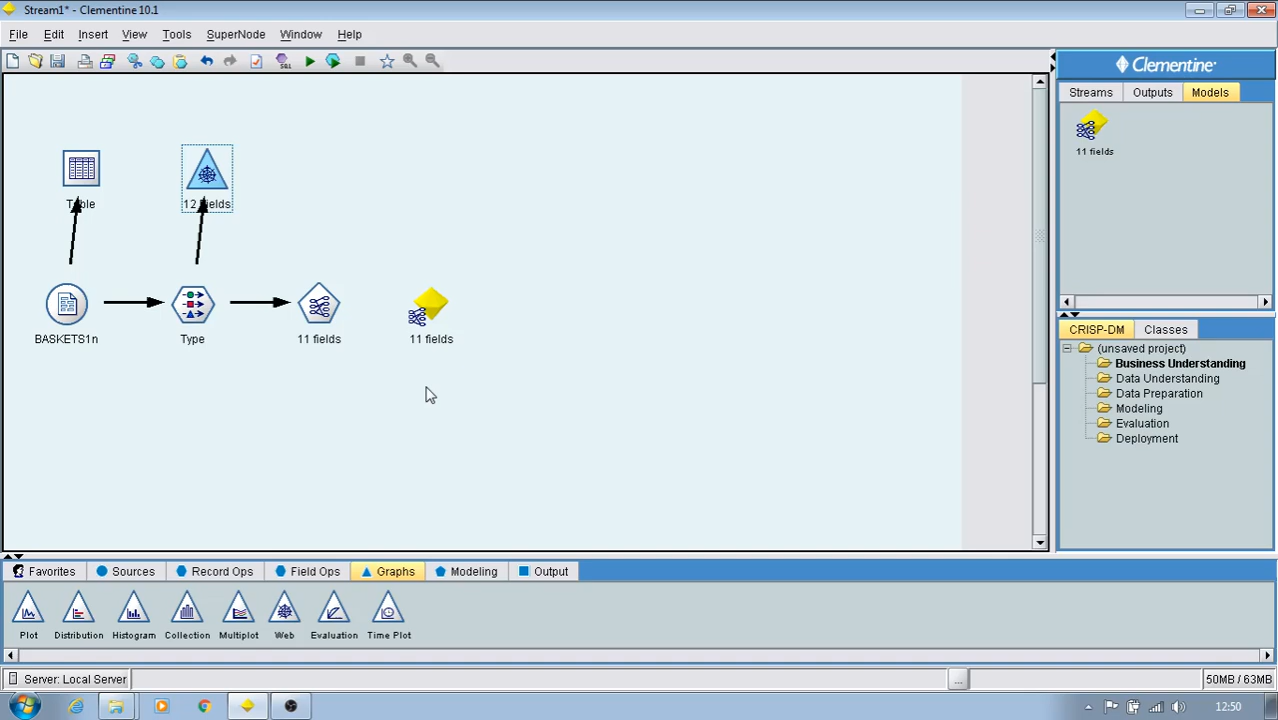 Stream1* - Clementine 10.1
File Edit Insert View Tools SuperNode Window Help
Clementine
Streams Outputs Models
11 fields
Table
12 fields
BASKETS1n
Type
11 fields
11 fields
CRISP-DM Classes
(unsaved project)
Business Understanding
Data Understanding
Data Preparation
Modeling
Evaluation
Deployment
Favorites Sources Record Ops Field Ops Graphs Modeling Output
Plot Distribution Histogram Collection Multiplot Web Evaluation Time Plot
Server: Local Server ... 50MB / 63MB
12:50